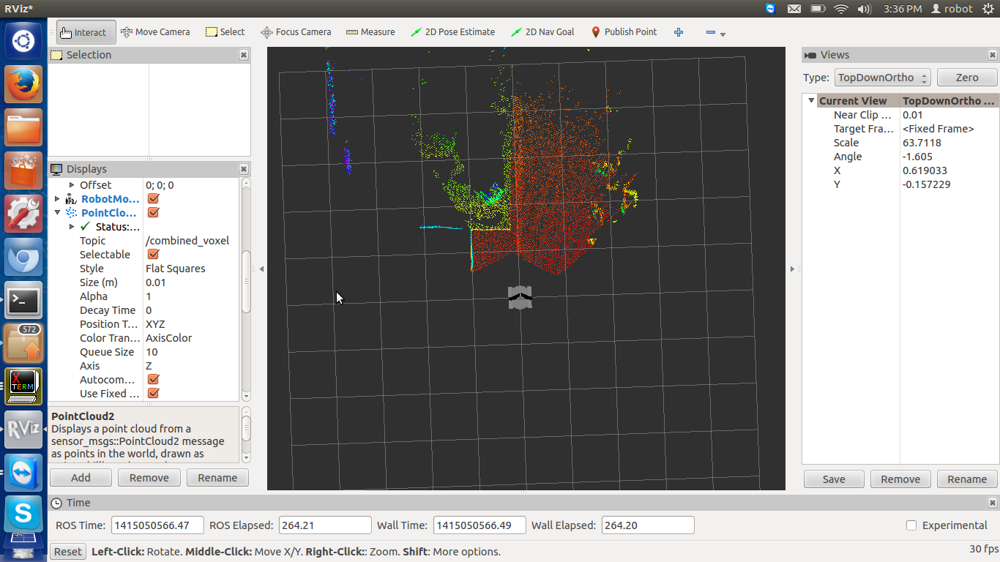 RViz*
3:36 PM robot
Interact Move Camera Select Focus Camera Measure 2D Pose Estimate 2D Nav Goal Publish Point
Selection
Displays
Offset 0; 0; 0
RobotMo...
PointClo...
Status:...
Topic /combined_voxel
Selectable
Style Flat Squares
Size (m) 0.01
Alpha 1
Decay Time 0
Position T... XYZ
Color Tran... AxisColor
Queue Size 10
Axis Z
Autocom...
Use Fixed ...
PointCloud2
Displays a point cloud from a
sensor_msgs::PointCloud2 message
as points in the world, drawn as
Add Remove Rename
Views
Type: TopDownOrtho Zero
Current View TopDownOrtho ...
Near Clip ... 0.01
Target Fra... <Fixed Frame>
Scale 63.7118
Angle -1.605
X 0.619033
Y -0.157229
Save Remove Rename
572
X
TERM
RViz
S
Time
ROS Time: 1415050566.47 ROS Elapsed: 264.21 Wall Time: 1415050566.49 Wall Elapsed: 264.20 Experimental
Reset Left-Click: Rotate. Middle-Click: Move X/Y. Right-Click:: Zoom. Shift: More options. 30 fps